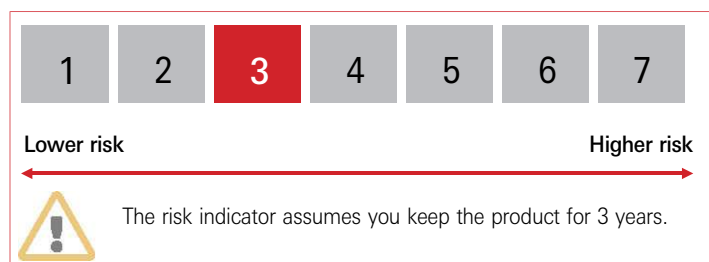 1 2 3 4 5 6 7
Lower risk Higher risk
The risk indicator assumes you keep the product for 3 years.